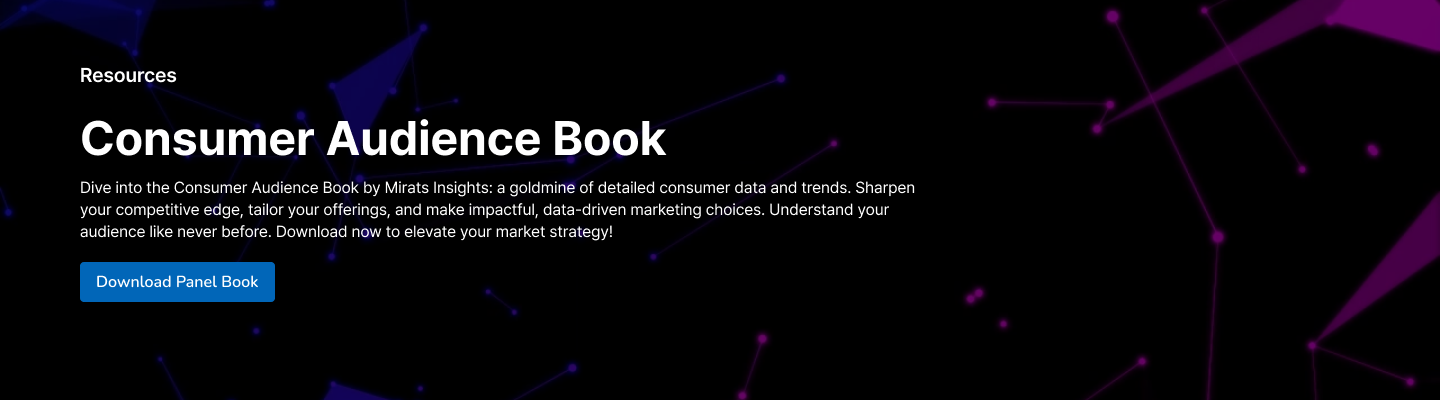 Resources
Consumer Audience Book
Dive into the Consumer Audience Book by Mirats Insights: a goldmine of detailed consumer data and trends. Sharpen
your competitive edge, tailor your offerings, and make impactful, data-driven marketing choices. Understand your
audience like never before. Download now to elevate your market strategy!
Download Panel Book